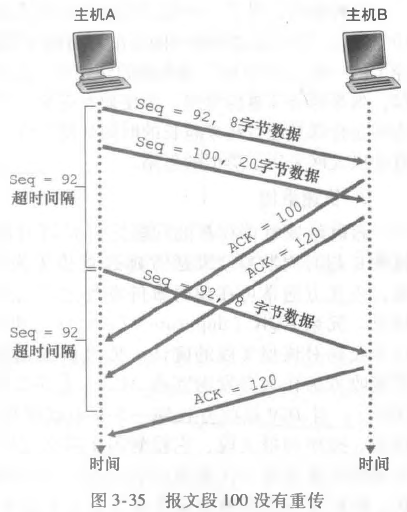 主机A
主机B
Seq = 92, 8字节数据
Seq = 100, 20字节数据
Seq = 92
超时间隔
ACK = 100
ACK = 120
Seq = 92, 8 字节数据
Seq = 92
超时间隔
ACK = 120
时间
时间
图 3-35 报文段 100 没有重传